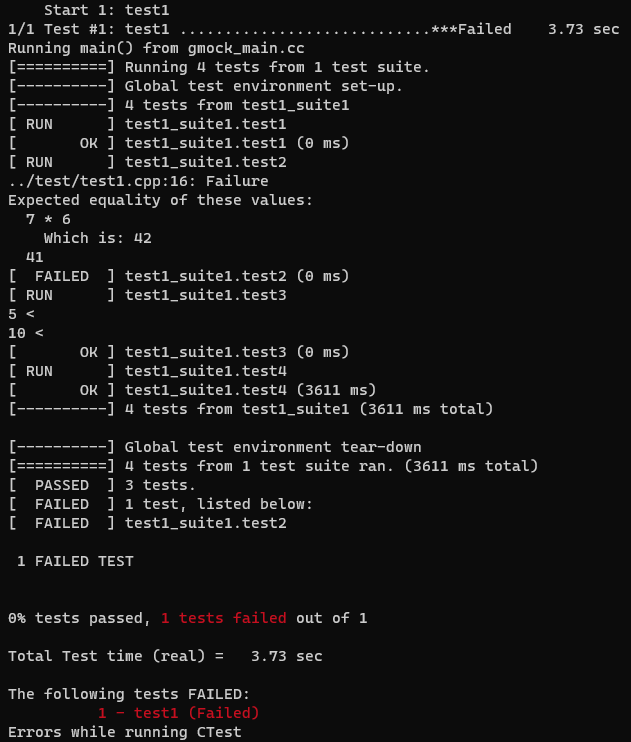 Start 1: test1
1/1 Test #1: test1 ............................***Failed    3.73 sec
Running main() from gmock_main.cc
[==========] Running 4 tests from 1 test suite.
[----------] Global test environment set-up.
[----------] 4 tests from test1_suite1
[ RUN      ] test1_suite1.test1
[       OK ] test1_suite1.test1 (0 ms)
[ RUN      ] test1_suite1.test2
../test/test1.cpp:16: Failure
Expected equality of these values:
  7 * 6
    Which is: 42
  41
[  FAILED  ] test1_suite1.test2 (0 ms)
[ RUN      ] test1_suite1.test3
5 <
10 <
[       OK ] test1_suite1.test3 (0 ms)
[ RUN      ] test1_suite1.test4
[       OK ] test1_suite1.test4 (3611 ms)
[----------] 4 tests from test1_suite1 (3611 ms total)

[----------] Global test environment tear-down
[==========] 4 tests from 1 test suite ran. (3611 ms total)
[  PASSED  ] 3 tests.
[  FAILED  ] 1 test, listed below:
[  FAILED  ] test1_suite1.test2

 1 FAILED TEST


0% tests passed, 1 tests failed out of 1

Total Test time (real) =   3.73 sec

The following tests FAILED:
          1 - test1 (Failed)
Errors while running CTest